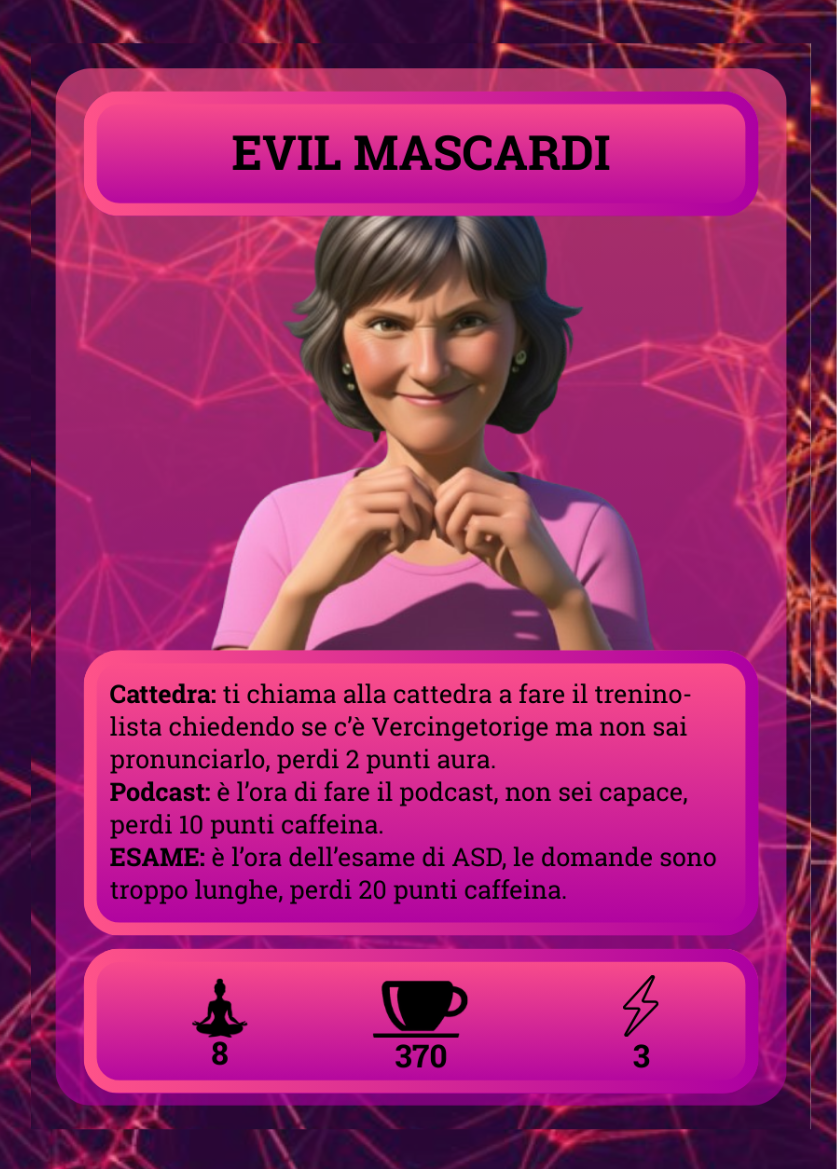 EVIL MASCARDI
Cattedra: ti chiama alla cattedra a fare il trenino-
lista chiedendo se c’è Vercingetorige ma non sai
pronunciarlo, perdi 2 punti aura.
Podcast: è l’ora di fare il podcast, non sei capace,
perdi 10 punti caffeina.
ESAME: è l’ora dell’esame di ASD, le domande sono
troppo lunghe, perdi 20 punti caffeina.
8 370 3